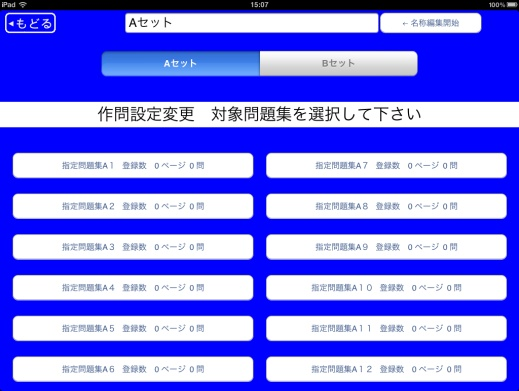 iPad 15:07 100%
◂もどる Aセット ← 名称編集開始
Aセット Bセット
作問設定変更　対象問題集を選択して下さい
指定問題集A１　登録数　０ページ ０問 指定問題集A７　登録数　０ページ ０問
指定問題集A２　登録数　０ページ ０問 指定問題集A８　登録数　０ページ ０問
指定問題集A３　登録数　０ページ ０問 指定問題集A９　登録数　０ページ ０問
指定問題集A４　登録数　０ページ ０問 指定問題集A１０　登録数　０ページ ０問
指定問題集A５　登録数　０ページ ０問 指定問題集A１１　登録数　０ページ ０問
指定問題集A６　登録数　０ページ ０問 指定問題集A１２　登録数　０ページ ０問